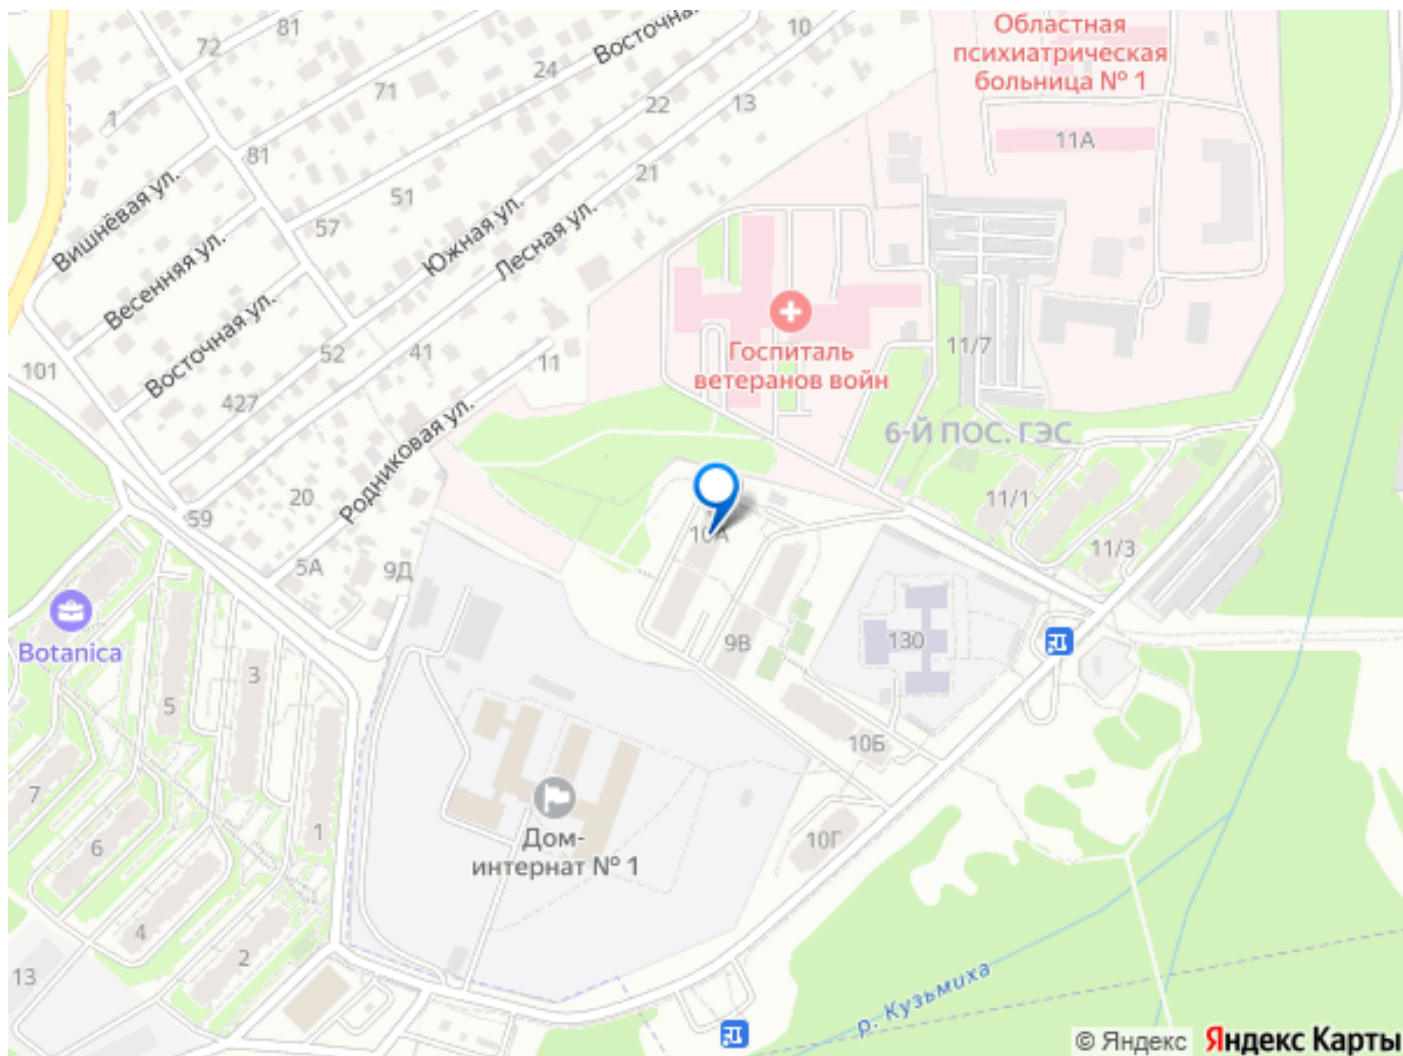 81
10
Восточна
Областная
психиатрическая
больница № 1
72
24
71
22
13
1
11А
81
21
51
Вишнёвая ул.
57
Южная ул.
Лесная ул.
Весенняя ул.
Восточная ул.
Госпиталь
ветеранов войн
11/7
101
52
41
11
427
6-Й ПОС. ГЭС
Родниковая ул.
20
11/1
59
10А
11/3
5А
9Д
Botanica
3
9В
130
5
10Б
7
1
6
Дом-
интернат № 1
10Г
4
2
13
р. Кузьмиха
© Яндекс Яндекс Карты